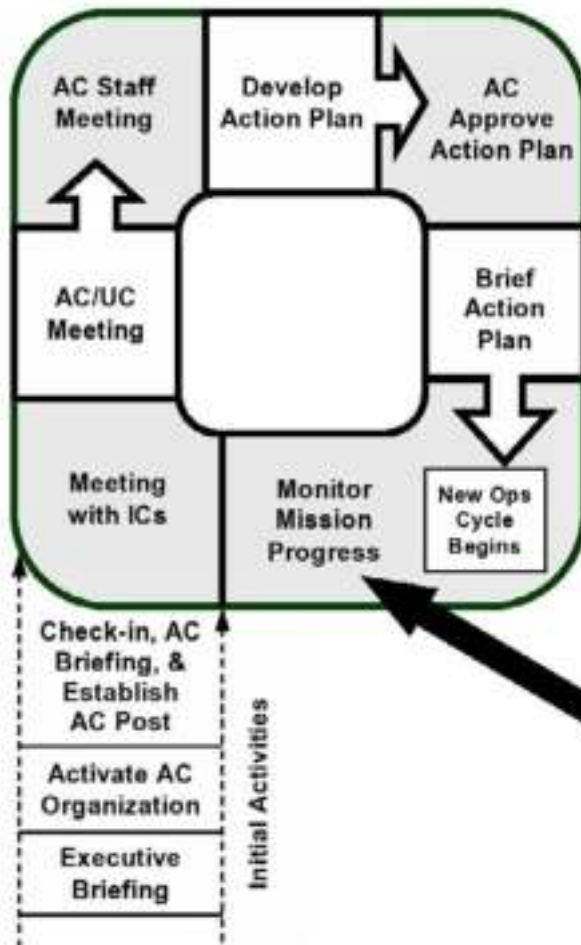 AC Staff
Meeting
Develop
Action Plan
AC
Approve
Action Plan
AC/UC
Meeting
Brief
Action
Plan
Meeting
with ICs
Monitor
Mission
Progress
New Ops
Cycle
Begins
Check-in, AC
Briefing, &
Establish
AC Post
Activate AC
Organization
Executive
Briefing
Initial Activities